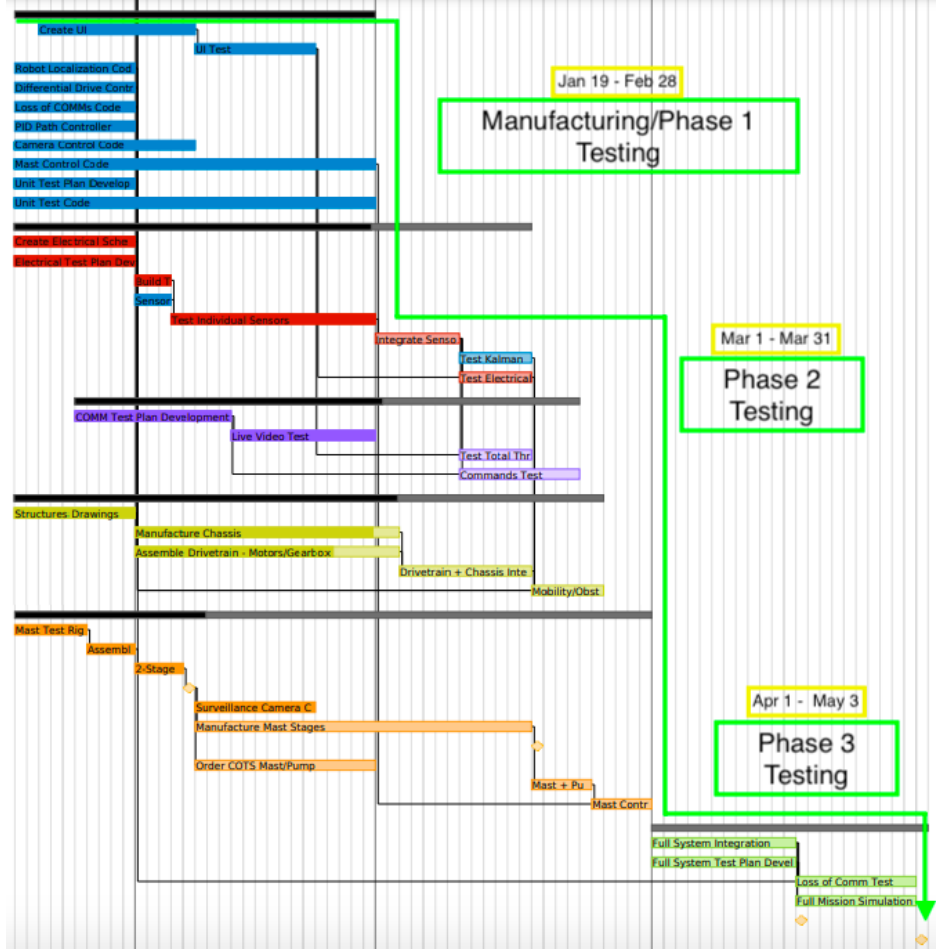 Create UI
UI Test
Robot Localization Cod
Jan 19 - Feb 28
Differential Drive Contr
Loss of COMMs Code
Manufacturing/Phase 1
Testing
PID Path Controller
Camera Control Code
Mast Control Code
Unit Test Plan Develop
Unit Test Code
Create Electrical Sche
Electrical Test Plan Dev
Build T
Sensor
Test Individual Sensors
Integrate Senso
Mar 1 - Mar 31
Test Kalman
Test Electrical
Phase 2
Testing
COMM Test Plan Development
Live Video Test
Test Total Thr
Commands Test
Structures Drawings
Manufacture Chassis
Assemble Drivetrain - Motors/Gearbox
Drivetrain + Chassis Inte
Mobility/Obst
Mast Test Rig
Assembl
2-Stage
Surveillance Camera C
Apr 1 - May 3
Manufacture Mast Stages
Phase 3
Testing
Order COTS Mast/Pump
Mast + Pu
Mast Contr
Full System Integration
Full System Test Plan Devel
Loss of Comm Test
Full Mission Simulation